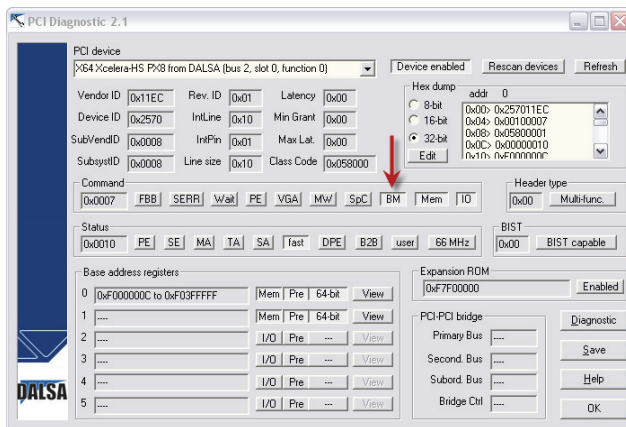 PCI Diagnostic 2.1
PCI device
X64 Xcelera-HS PX8 from DALSA (bus 2, slot 0, function 0)
Device enabled Rescan devices Refresh
Vendor ID 0x11EC Rev. ID 0x01 Latency 0x00
Device ID 0x2570 IntLine 0x10 Min Grant 0x00
SubVendID 0x0008 IntPin 0x01 Max Lat. 0x00
SubsystID 0x0008 Line size 0x10 Class Code 0x058000
Hex dump
8-bit
16-bit
32-bit
Edit
addr 0
0x00> 0x257011EC
0x04> 0x00100007
0x08> 0x05800001
0x0C> 0x00000010
0x10> 0xF000000C
Command
0x0007 FBB SERR Wait PE VGA MW SpC BM Mem IO
Header type
0x00 Multi-func.
Status
0x0010 PE SE MA TA SA fast DPE B2B user 66 MHz
BIST
0x00 BIST capable
Base address registers
0 0xF000000C to 0xF03FFFFF Mem Pre 64-bit View
1 ---- Mem Pre 64-bit View
2 ---- I/O Pre --- View
3 ---- I/O Pre --- View
4 ---- I/O Pre --- View
5 ---- I/O Pre --- View
Expansion ROM
0xF7F00000 Enabled
PCI-PCI bridge
Primary Bus ----
Second. Bus ----
Subord. Bus ----
Bridge Ctrl ----
Diagnostic
Save
Help
OK
DALSA